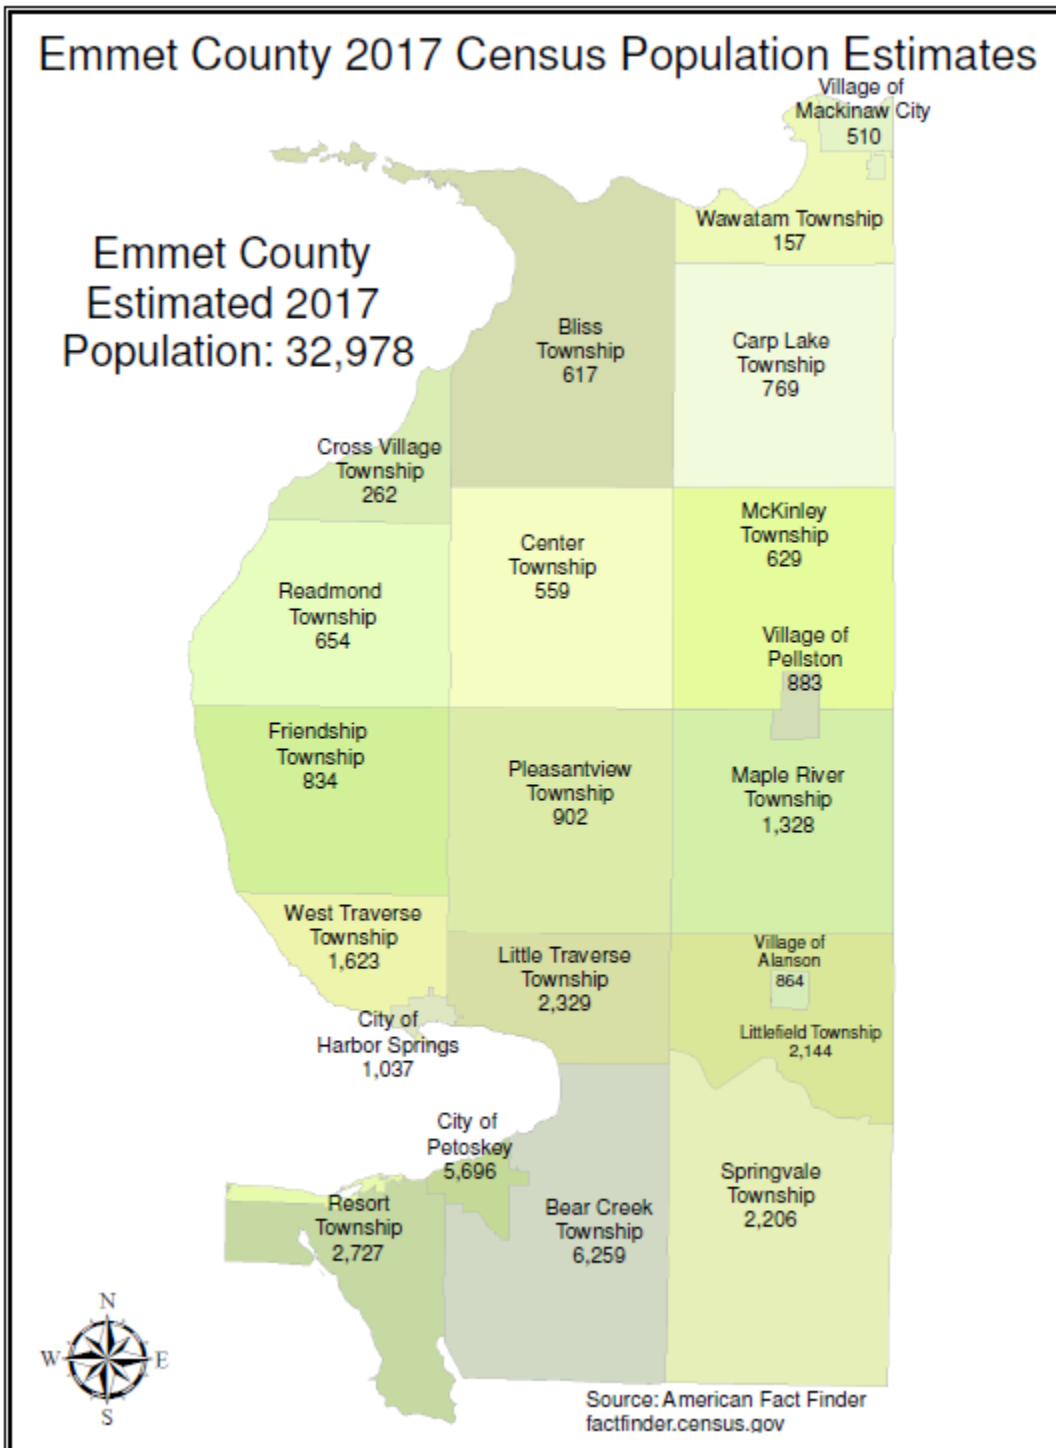 Emmet County 2017 Census Population Estimates
Village of
Mackinaw City
510
Wawatam Township
157
Emmet County
Estimated 2017
Population: 32,978
Bliss
Township
617
Carp Lake
Township
769
Cross Village
Township
262
Center
Township
559
McKinley
Township
629
Readmond
Township
654
Village of
Pellston
883
Friendship
Township
834
Pleasantview
Township
902
Maple River
Township
1,328
West Traverse
Township
1,623
Little Traverse
Township
2,329
Village of
Alanson
864
City of
Harbor Springs
1,037
Littlefield Township
2,144
City of
Petoskey
5,696
Springvale
Township
2,206
Resort
Township
2,727
Bear Creek
Township
6,259
N
W E
S
Source: American Fact Finder
factfinder.census.gov